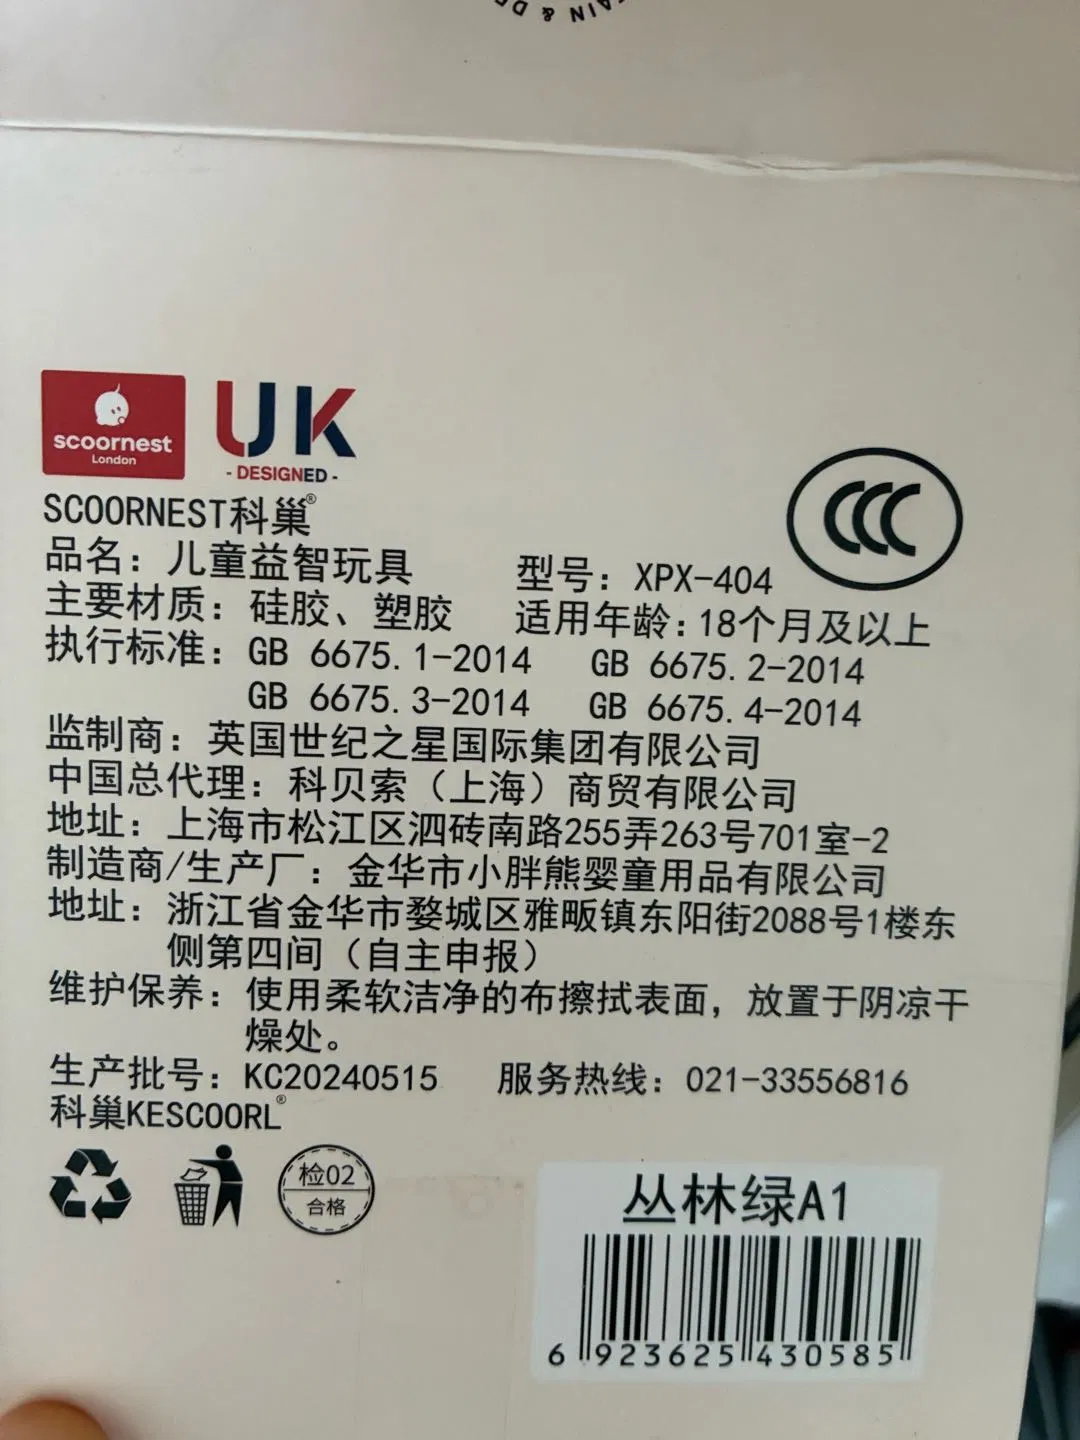 scoornest
London
UK
- DESIGNED -
CCC
SCOORNEST科巢®
品名：儿童益智玩具 型号：XPX-404
主要材质：硅胶、塑胶 适用年龄：18个月及以上
执行标准：GB 6675.1-2014 GB 6675.2-2014
GB 6675.3-2014 GB 6675.4-2014
监制商：英国世纪之星国际集团有限公司
中国总代理：科贝索（上海）商贸有限公司
地址：上海市松江区泗砖南路255弄263号701室-2
制造商/生产厂：金华市小胖熊婴童用品有限公司
地址：浙江省金华市婺城区雅畈镇东阳街2088号1楼东
侧第四间（自主申报）
维护保养：使用柔软洁净的布擦拭表面，放置于阴凉干
燥处。
生产批号：KC20240515 服务热线：021-33556816
科巢KESCOORL®
检02
合格
丛林绿A1
6 923625 430585